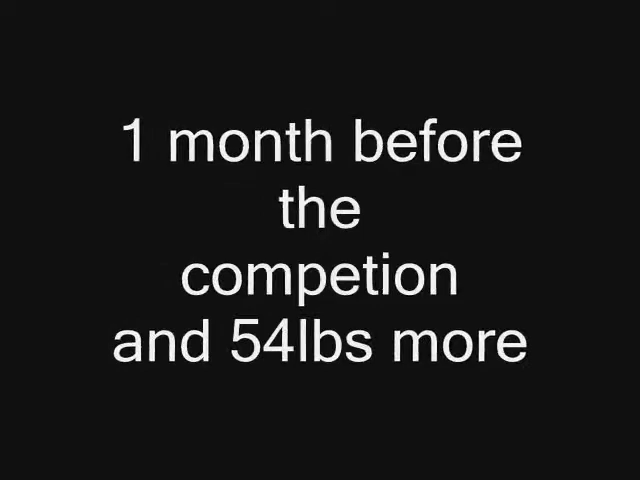 1 month before
the
competion
and 54lbs more